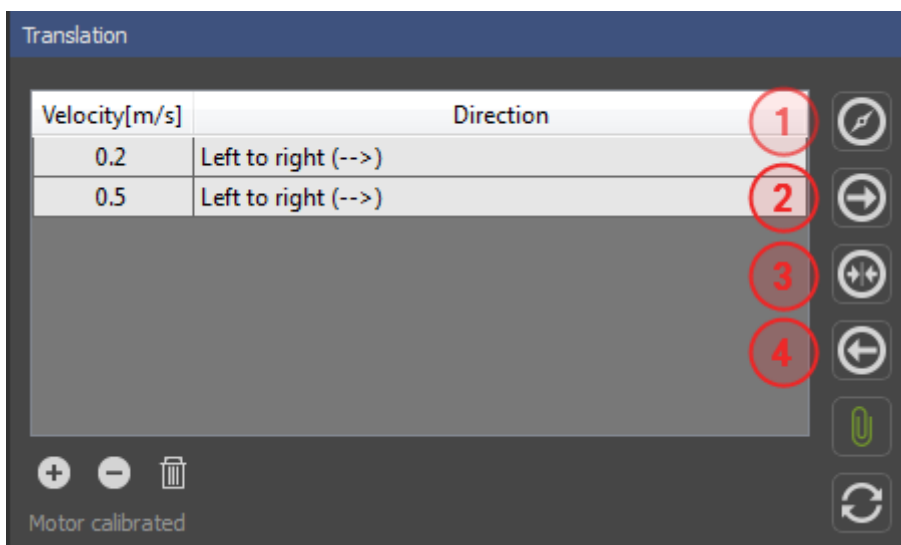 Translation
Velocity[m/s] Direction 1
0.2 Left to right (-->)
0.5 Left to right (-->) 2
3
4
Motor calibrated